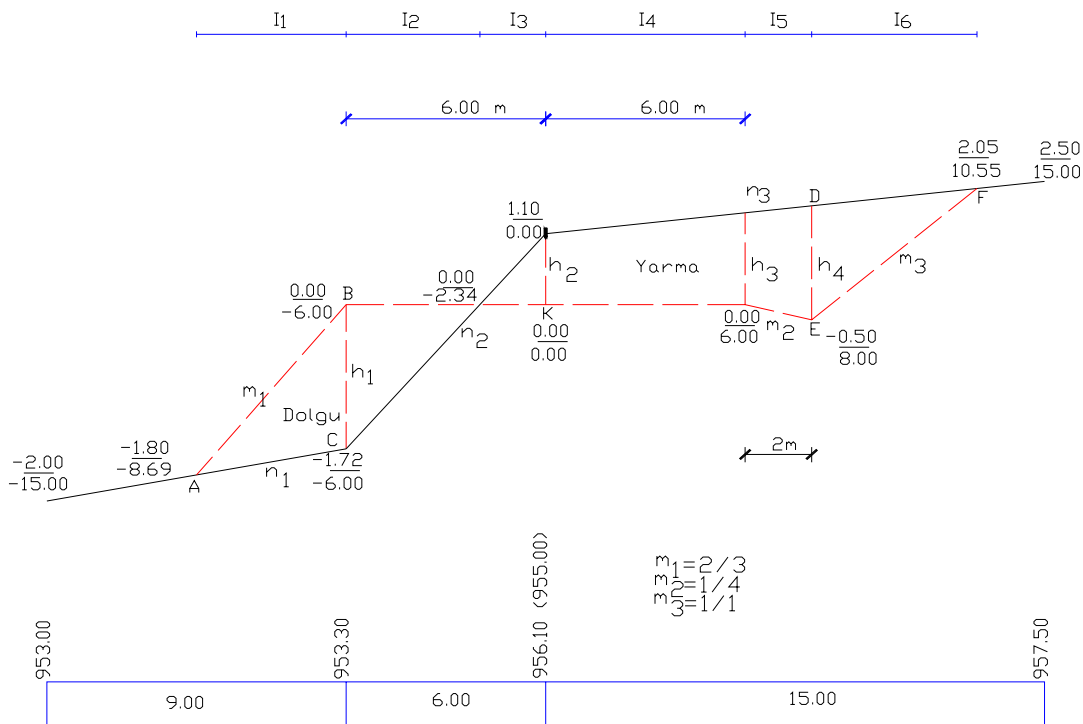 I1 I2 I3 I4 I5 I6
6.00 m 6.00 m
2.05
10.55
2.50
15.00
n3
D
F
1.10
0.00
h2
Yarma
h3
h4
m3
0.00
-6.00
B
0.00
-2.34
n2
K
0.00
0.00
0.00
6.00
m2
E
-0.50
8.00
m1
h1
Dolgu
C
-1.72
-6.00
-2.00
-15.00
-1.80
-8.69
A
n1
2m
m1=2/3
m2=1/4
m3=1/1
953.00
953.30
956.10 (955.00)
957.50
9.00 6.00 15.00